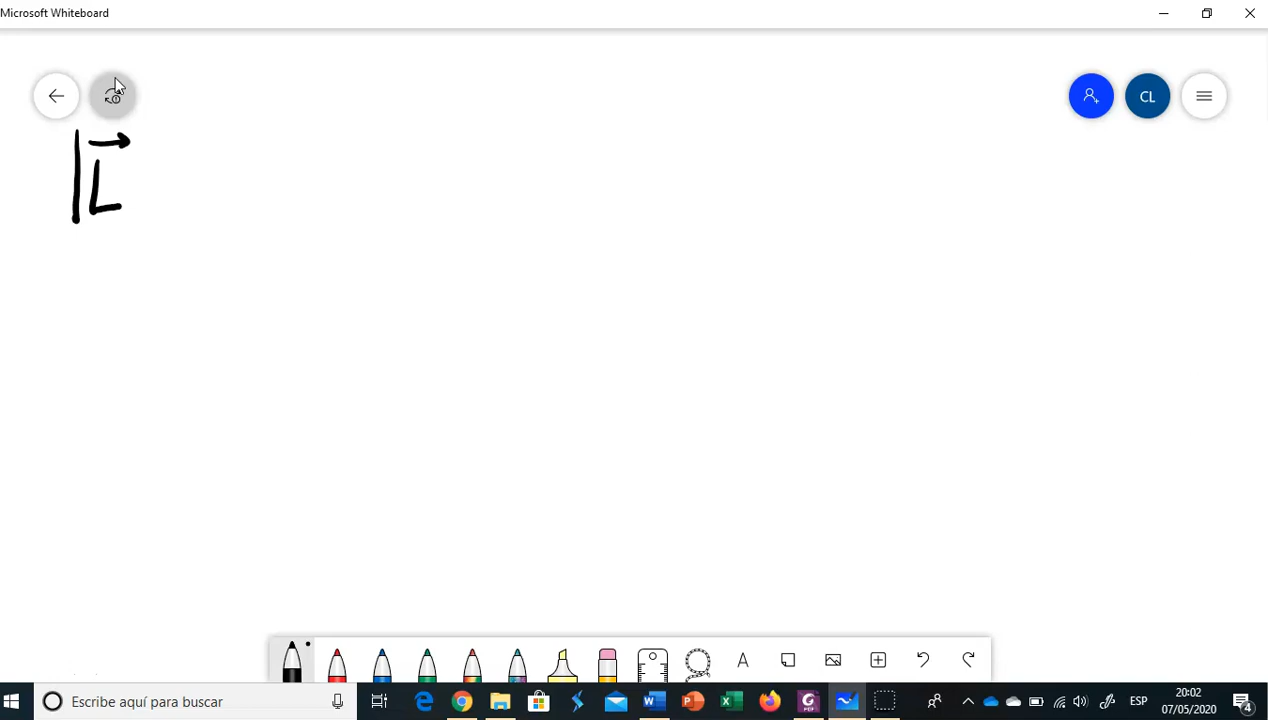 Microsoft Whiteboard
CL
|L⃗
A
Escribe aquí para buscar
ESP
20:02
07/05/2020
4